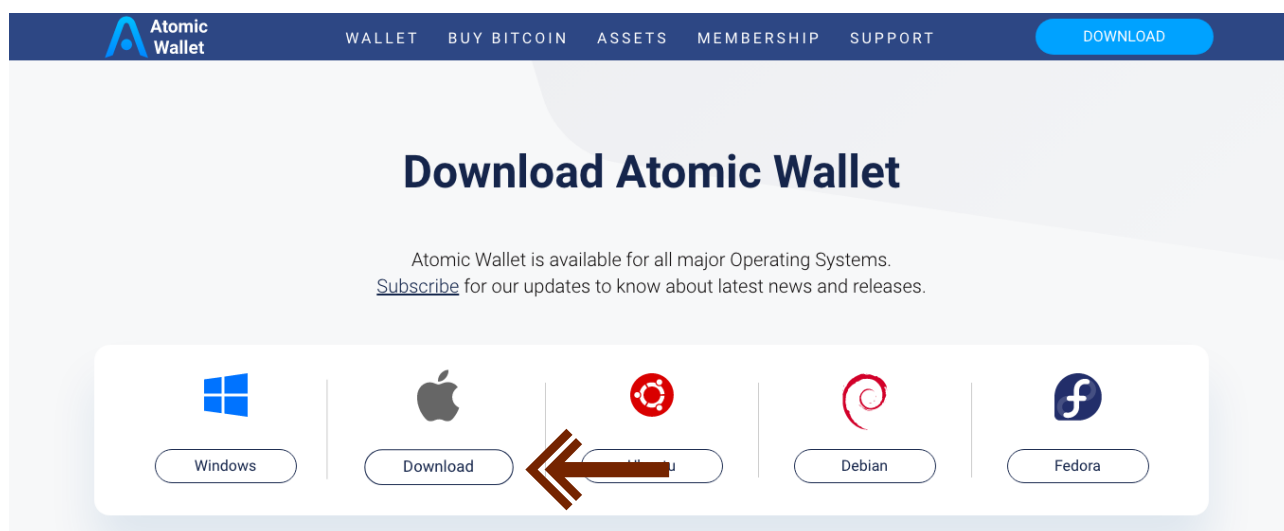 Atomic
Wallet
WALLET BUY BITCOIN ASSETS MEMBERSHIP SUPPORT DOWNLOAD
Download Atomic Wallet
Atomic Wallet is available for all major Operating Systems.
Subscribe for our updates to know about latest news and releases.
Windows Download Debian Fedora